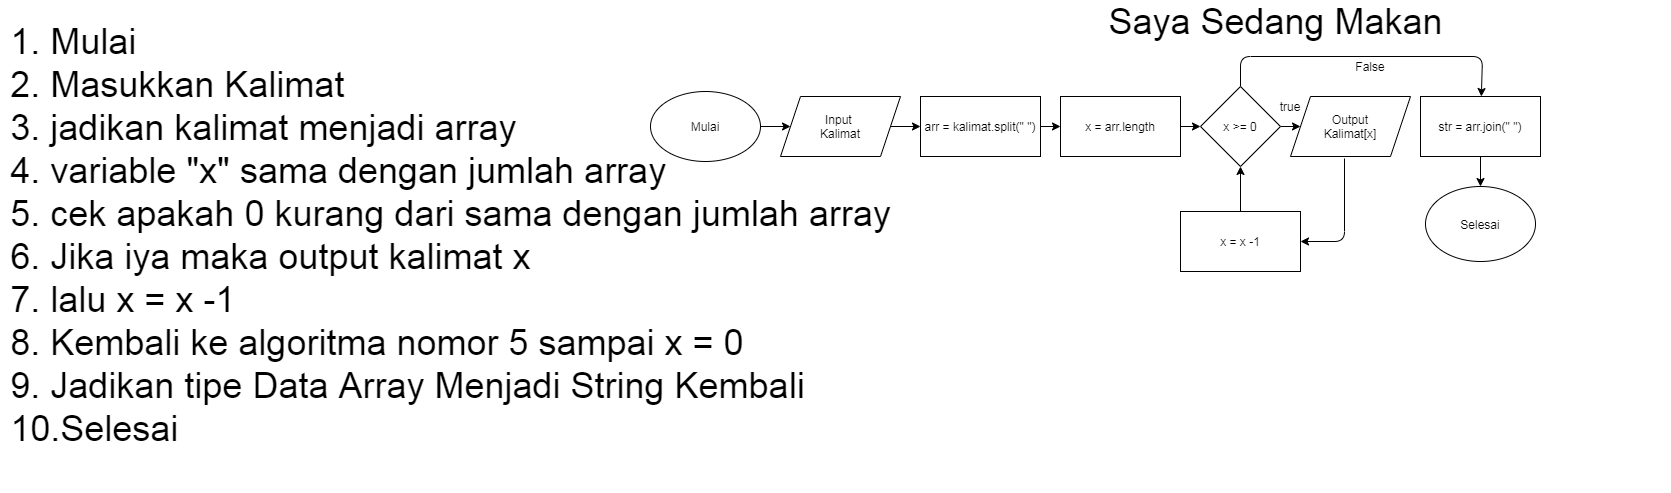 1. Mulai
2. Masukkan Kalimat
3. jadikan kalimat menjadi array
4. variable "x" sama dengan jumlah array
5. cek apakah 0 kurang dari sama dengan jumlah array
6. Jika iya maka output kalimat x
7. lalu x = x -1
8. Kembali ke algoritma nomor 5 sampai x = 0
9. Jadikan tipe Data Array Menjadi String Kembali
10.Selesai
Saya Sedang Makan
Mulai
Input
Kalimat
arr = kalimat.split(" ")
x = arr.length
x >= 0
true
False
Output
Kalimat[x]
x = x -1
str = arr.join(" ")
Selesai